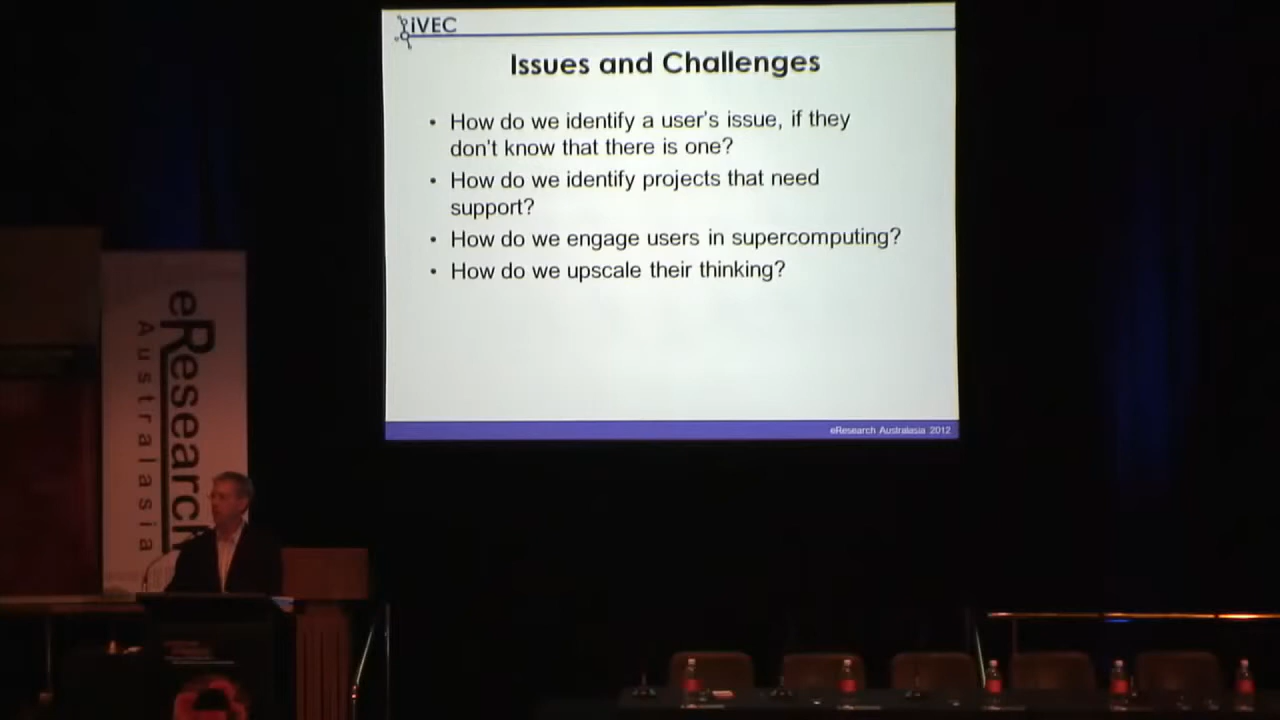 iVEC
Issues and Challenges
• How do we identify a user's issue, if they
don't know that there is one?
• How do we identify projects that need
support?
• How do we engage users in supercomputing?
• How do we upscale their thinking?
eResearch Australasia 2012
eResearch
Australasia